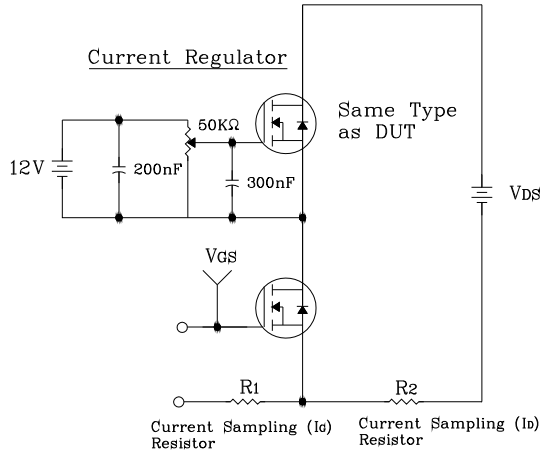 Current Regulator
50KΩ
Same Type
as DUT
12V
200nF
300nF
VDS
VGS
R1
R2
Current Sampling (IG)
Resistor
Current Sampling (ID)
Resistor